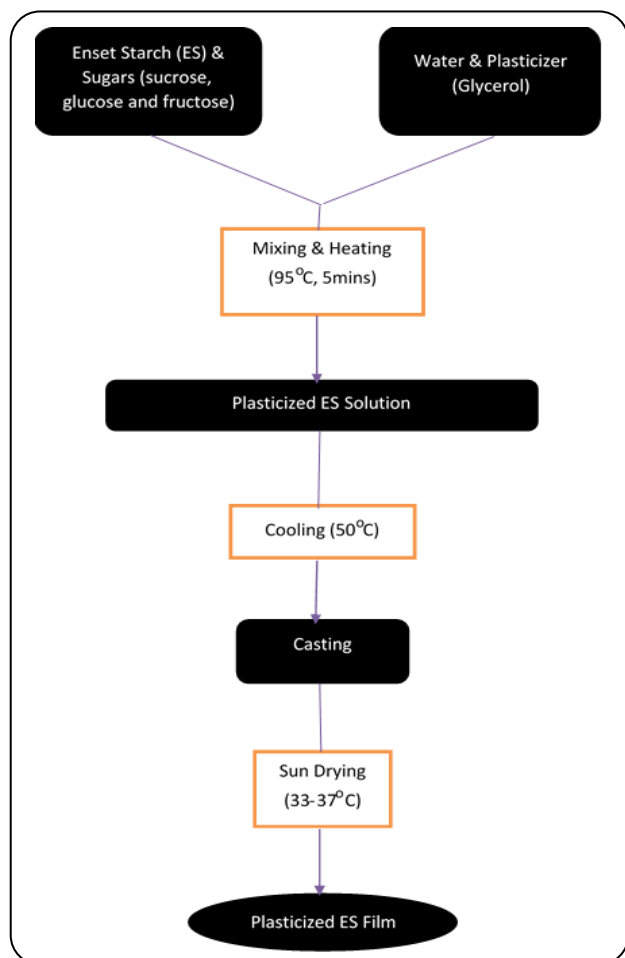 Enset Starch (ES) &
Sugars (sucrose,
glucose and fructose)
Water & Plasticizer
(Glycerol)
Mixing & Heating
(95°C, 5mins)
Plasticized ES Solution
Cooling (50°C)
Casting
Sun Drying
(33-37°C)
Plasticized ES Film